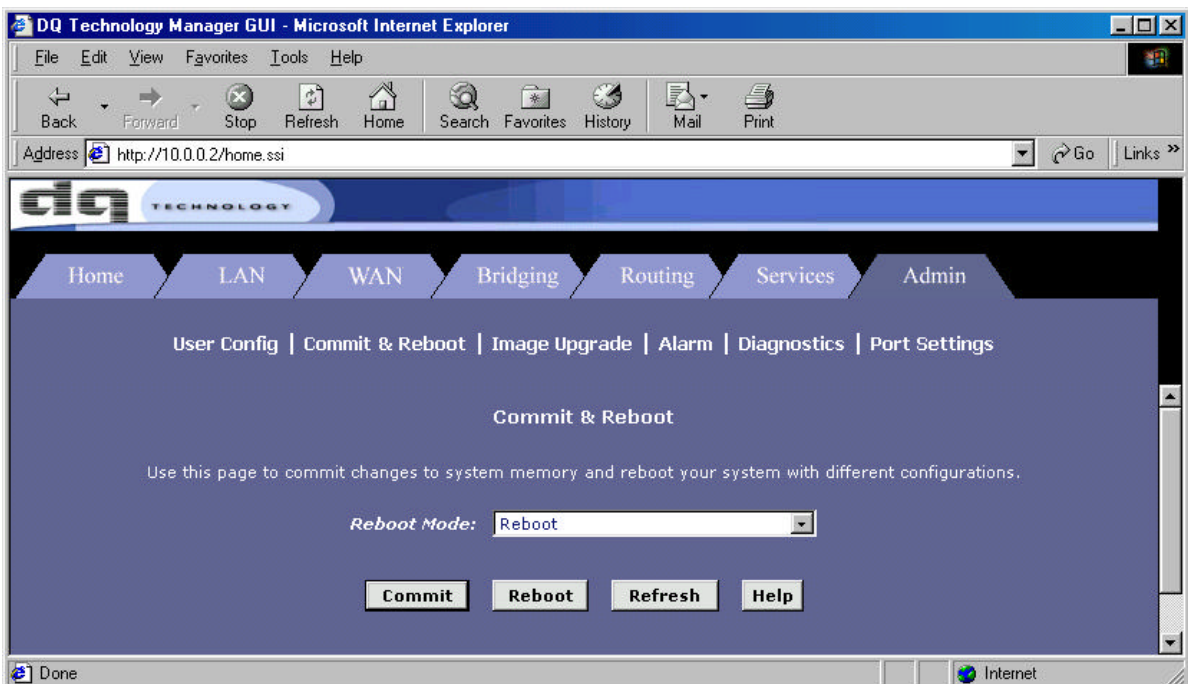 DQ Technology Manager GUI - Microsoft Internet Explorer
File Edit View Favorites Tools Help
Back Forward Stop Refresh Home Search Favorites History Mail Print
Address http://10.0.0.2/home.ssi Go Links »
dq TECHNOLOGY
Home LAN WAN Bridging Routing Services Admin
User Config | Commit & Reboot | Image Upgrade | Alarm | Diagnostics | Port Settings
Commit & Reboot
Use this page to commit changes to system memory and reboot your system with different configurations.
Reboot Mode: Reboot
Commit Reboot Refresh Help
Done Internet